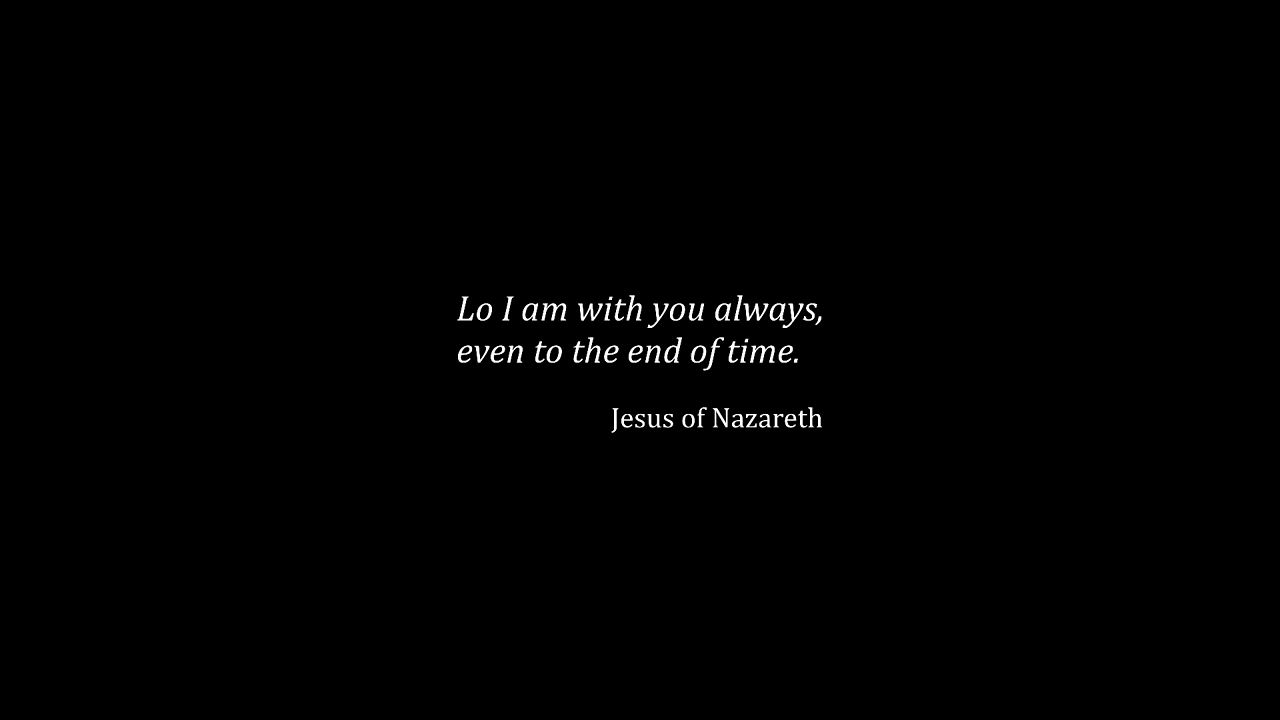 Lo I am with you always,
even to the end of time.
Jesus of Nazareth